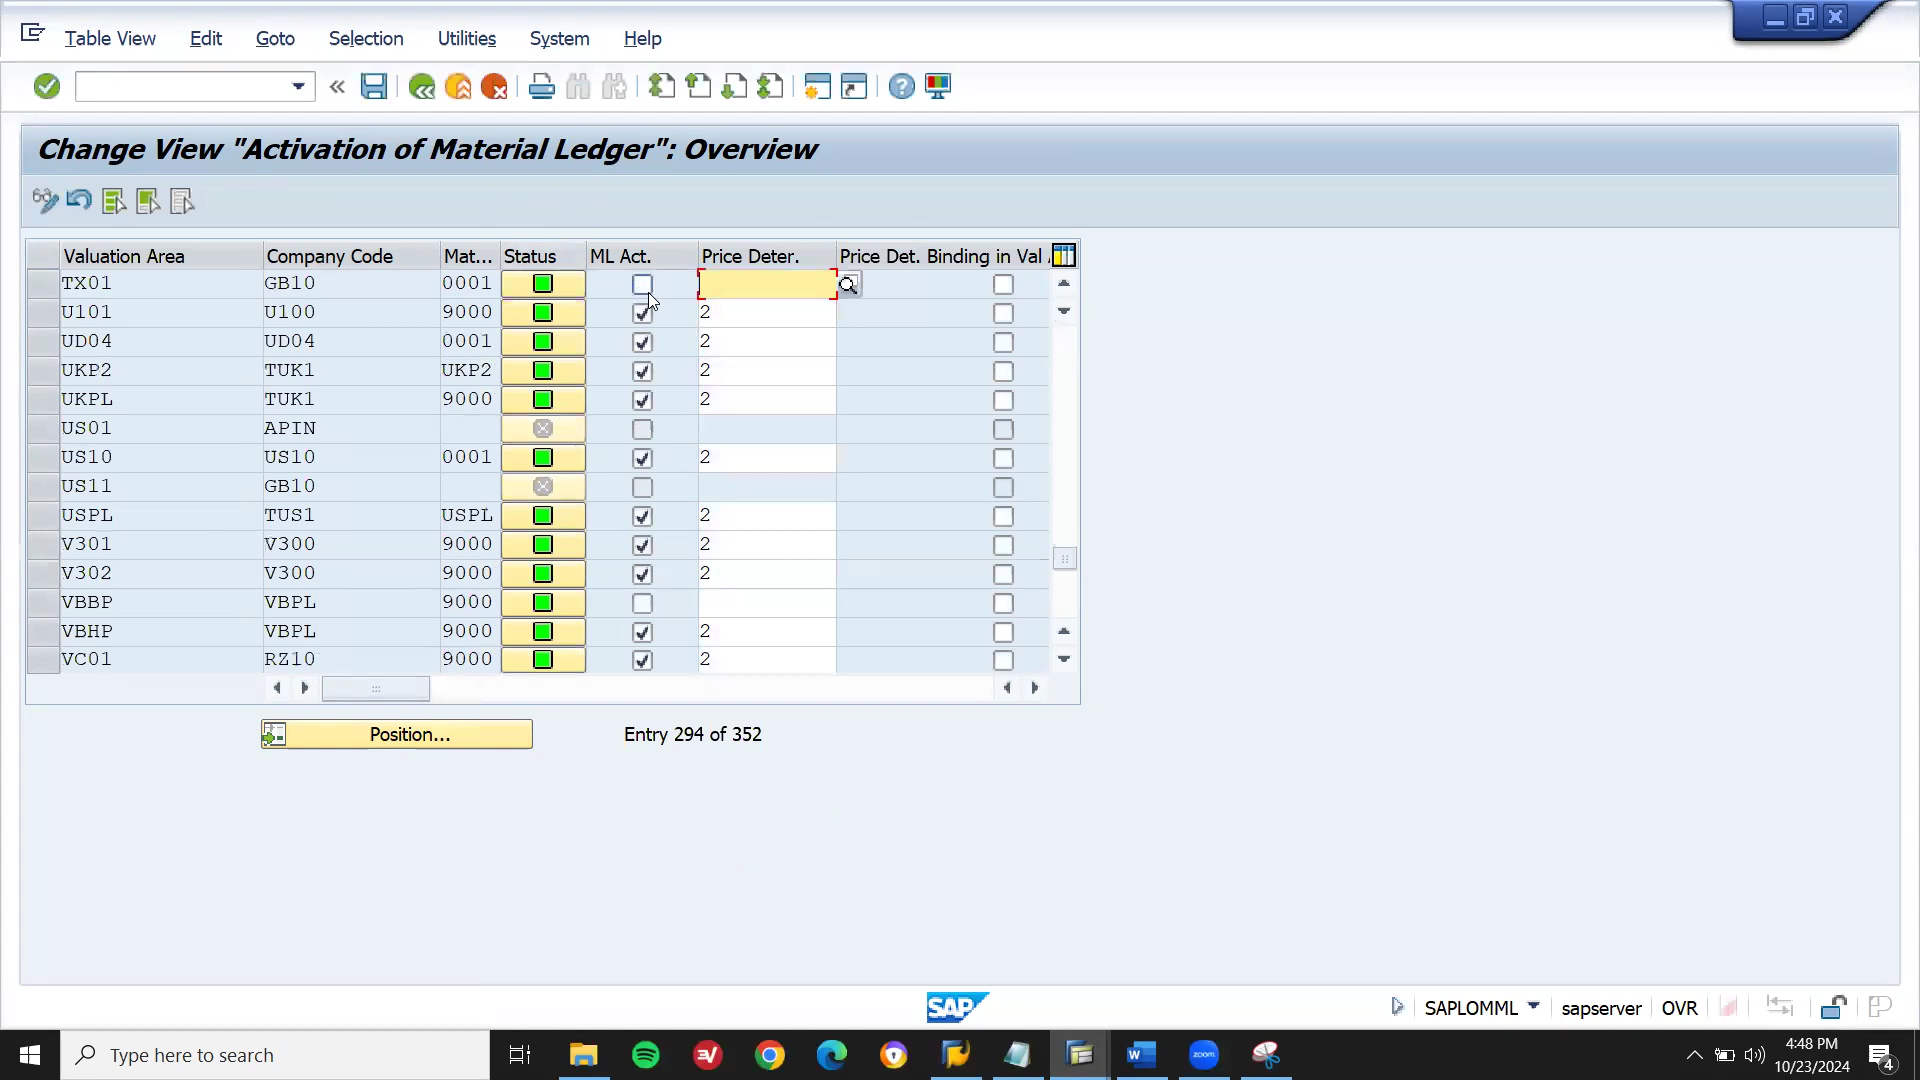 Table View Edit Goto Selection Utilities System Help
Change View "Activation of Material Ledger": Overview
Valuation Area Company Code Mat... Status ML Act. Price Deter. Price Det. Binding in Val
TX01 GB10 0001
U101 U100 9000 2
UD04 UD04 0001 2
UKP2 TUK1 UKP2 2
UKPL TUK1 9000 2
US01 APIN
US10 US10 0001 2
US11 GB10
USPL TUS1 USPL 2
V301 V300 9000 2
V302 V300 9000 2
VBBP VBPL 9000
VBHP VBPL 9000 2
VC01 RZ10 9000 2
Position... Entry 294 of 352
SAP SAPLOMML sapserver OVR
Type here to search zoom 4:48 PM
10/23/2024 4